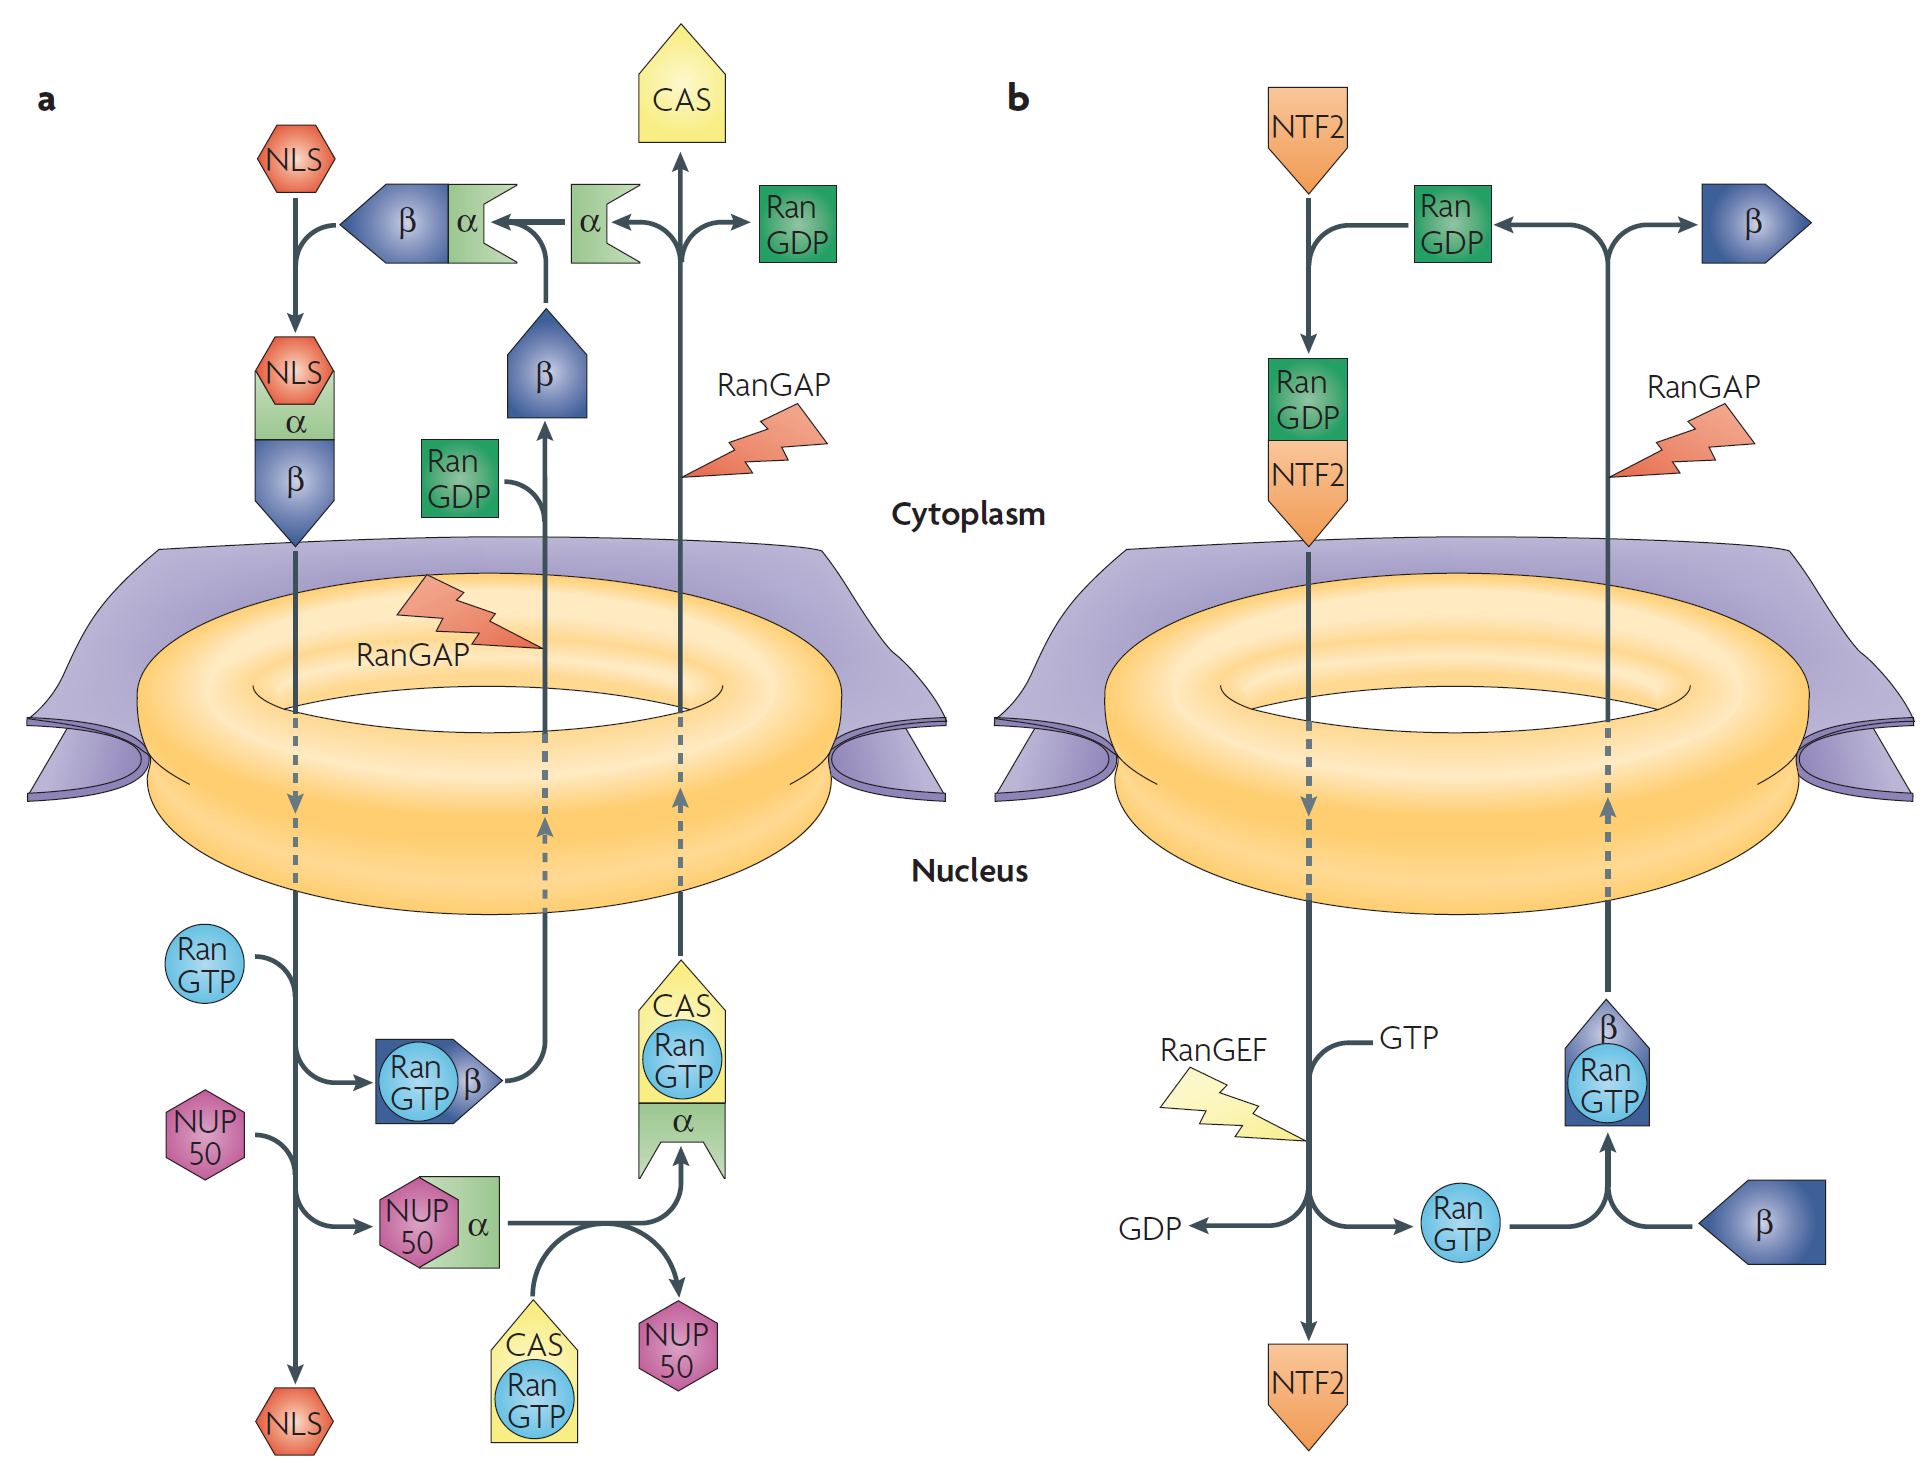 a
CAS
NLS
β
α
α
Ran
GDP
NLS
α
β
β
Ran
GDP
RanGAP
RanGAP
Cytoplasm
Nucleus
Ran
GTP
Ran
GTP
β
NUP
50
NUP
50
α
CAS
Ran
GTP
α
CAS
Ran
GTP
NUP
50
NLS
b
NTF2
Ran
GDP
β
Ran
GDP
NTF2
RanGAP
RanGEF
GTP
β
Ran
GTP
GDP
Ran
GTP
β
NTF2